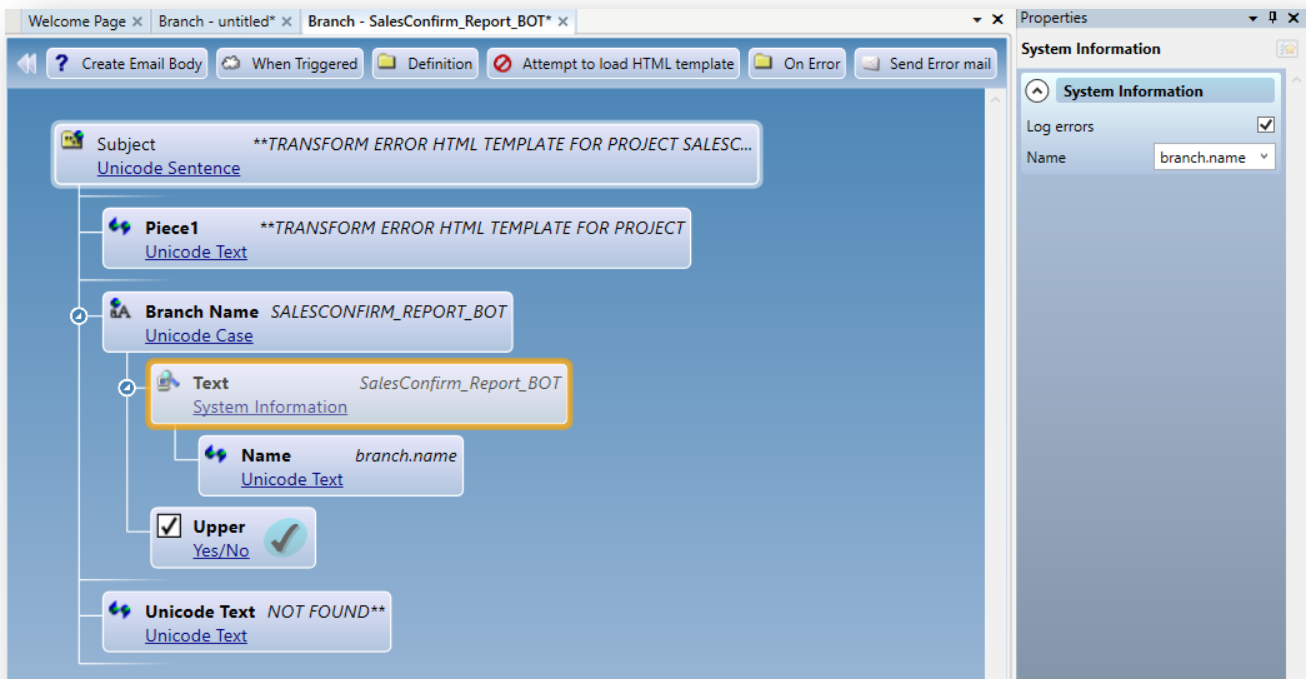 Welcome Page Branch - untitled* Branch - SalesConfirm_Report_BOT*
Properties
Create Email Body When Triggered Definition Attempt to load HTML template On Error Send Error mail
System Information
System Information
Log errors
Name branch.name
Subject **TRANSFORM ERROR HTML TEMPLATE FOR PROJECT SALESC...
Unicode Sentence
Piece1 **TRANSFORM ERROR HTML TEMPLATE FOR PROJECT
Unicode Text
Branch Name SALESCONFIRM_REPORT_BOT
Unicode Case
Text SalesConfirm_Report_BOT
System Information
Name branch.name
Unicode Text
Upper
Yes/No
Unicode Text NOT FOUND**
Unicode Text